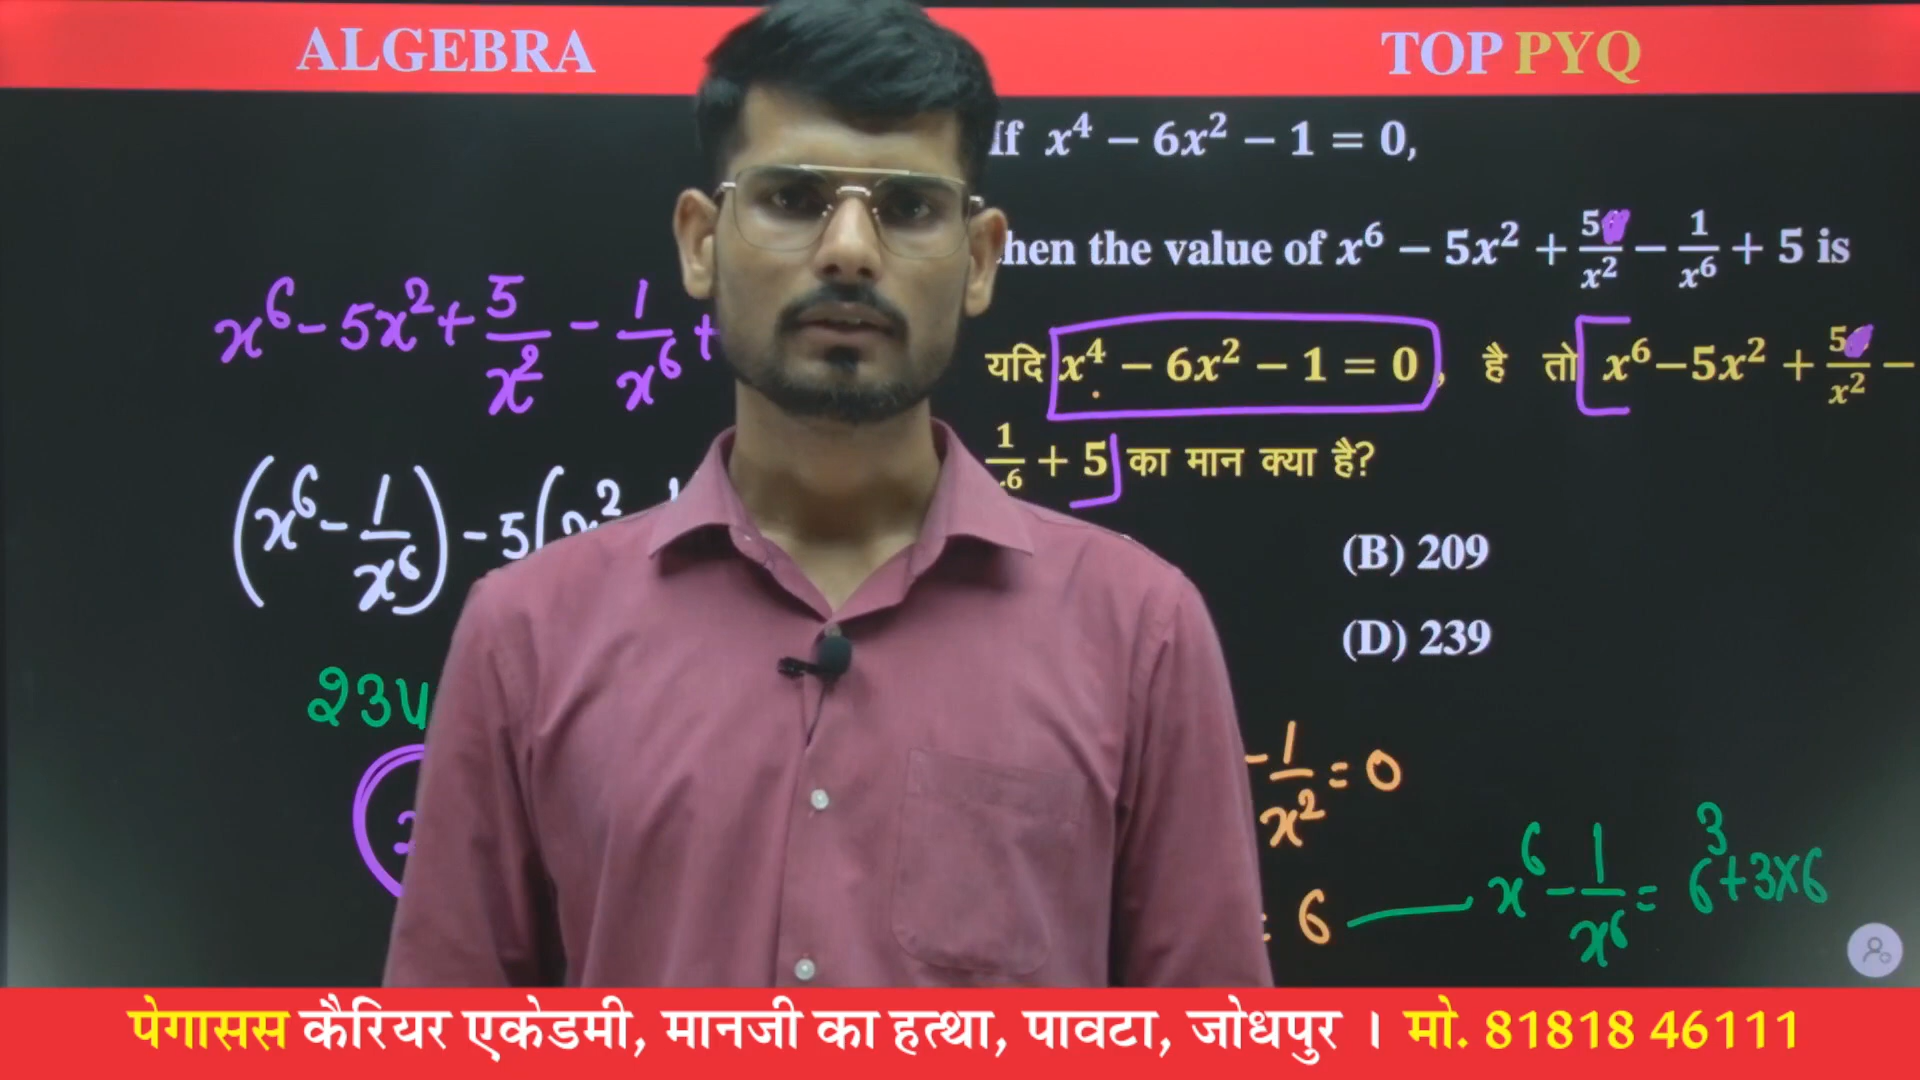 ALGEBRA
TOP PYQ
If x⁴ − 6x² − 1 = 0,
then the value of x⁶ − 5x² + 5/x² − 1/x⁶ + 5 is
यदि x⁴ − 6x² − 1 = 0, है तो x⁶−5x² + 5/x² −
1/x⁶ + 5 का मान क्या है?
(B) 209
(D) 239
x⁶ − 5x² + 5/x² − 1/x⁶ +
(x⁶ − 1/x⁶) − 5(x²
234
− 1/x² = 0
= 6
x⁶ − 1/x⁶ = 6³ + 3×6
पेगासस कैरियर एकेडमी, मानजी का हत्था, पावटा, जोधपुर । मो. 81818 46111